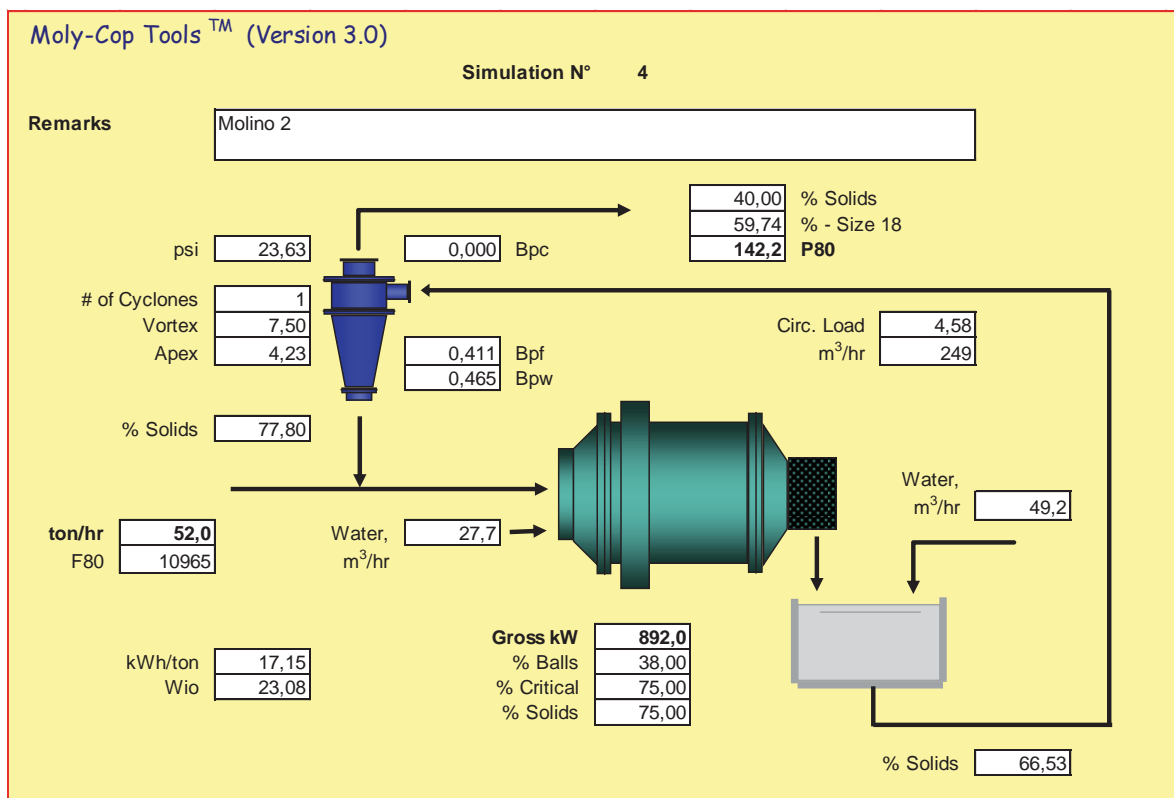 Moly-Cop Tools TM (Version 3.0)
Simulation N° 4
Remarks Molino 2
40,00 % Solids
59,74 % - Size 18
psi 23,63 0,000 Bpc 142,2 P80
# of Cyclones 1
Vortex 7,50 Circ. Load 4,58
Apex 4,23 0,411 Bpf m3/hr 249
0,465 Bpw
% Solids 77,80
Water,
m3/hr 49,2
ton/hr 52,0 Water, 27,7
F80 10965 m3/hr
Gross kW 892,0
kWh/ton 17,15 % Balls 38,00
Wio 23,08 % Critical 75,00
% Solids 75,00
% Solids 66,53